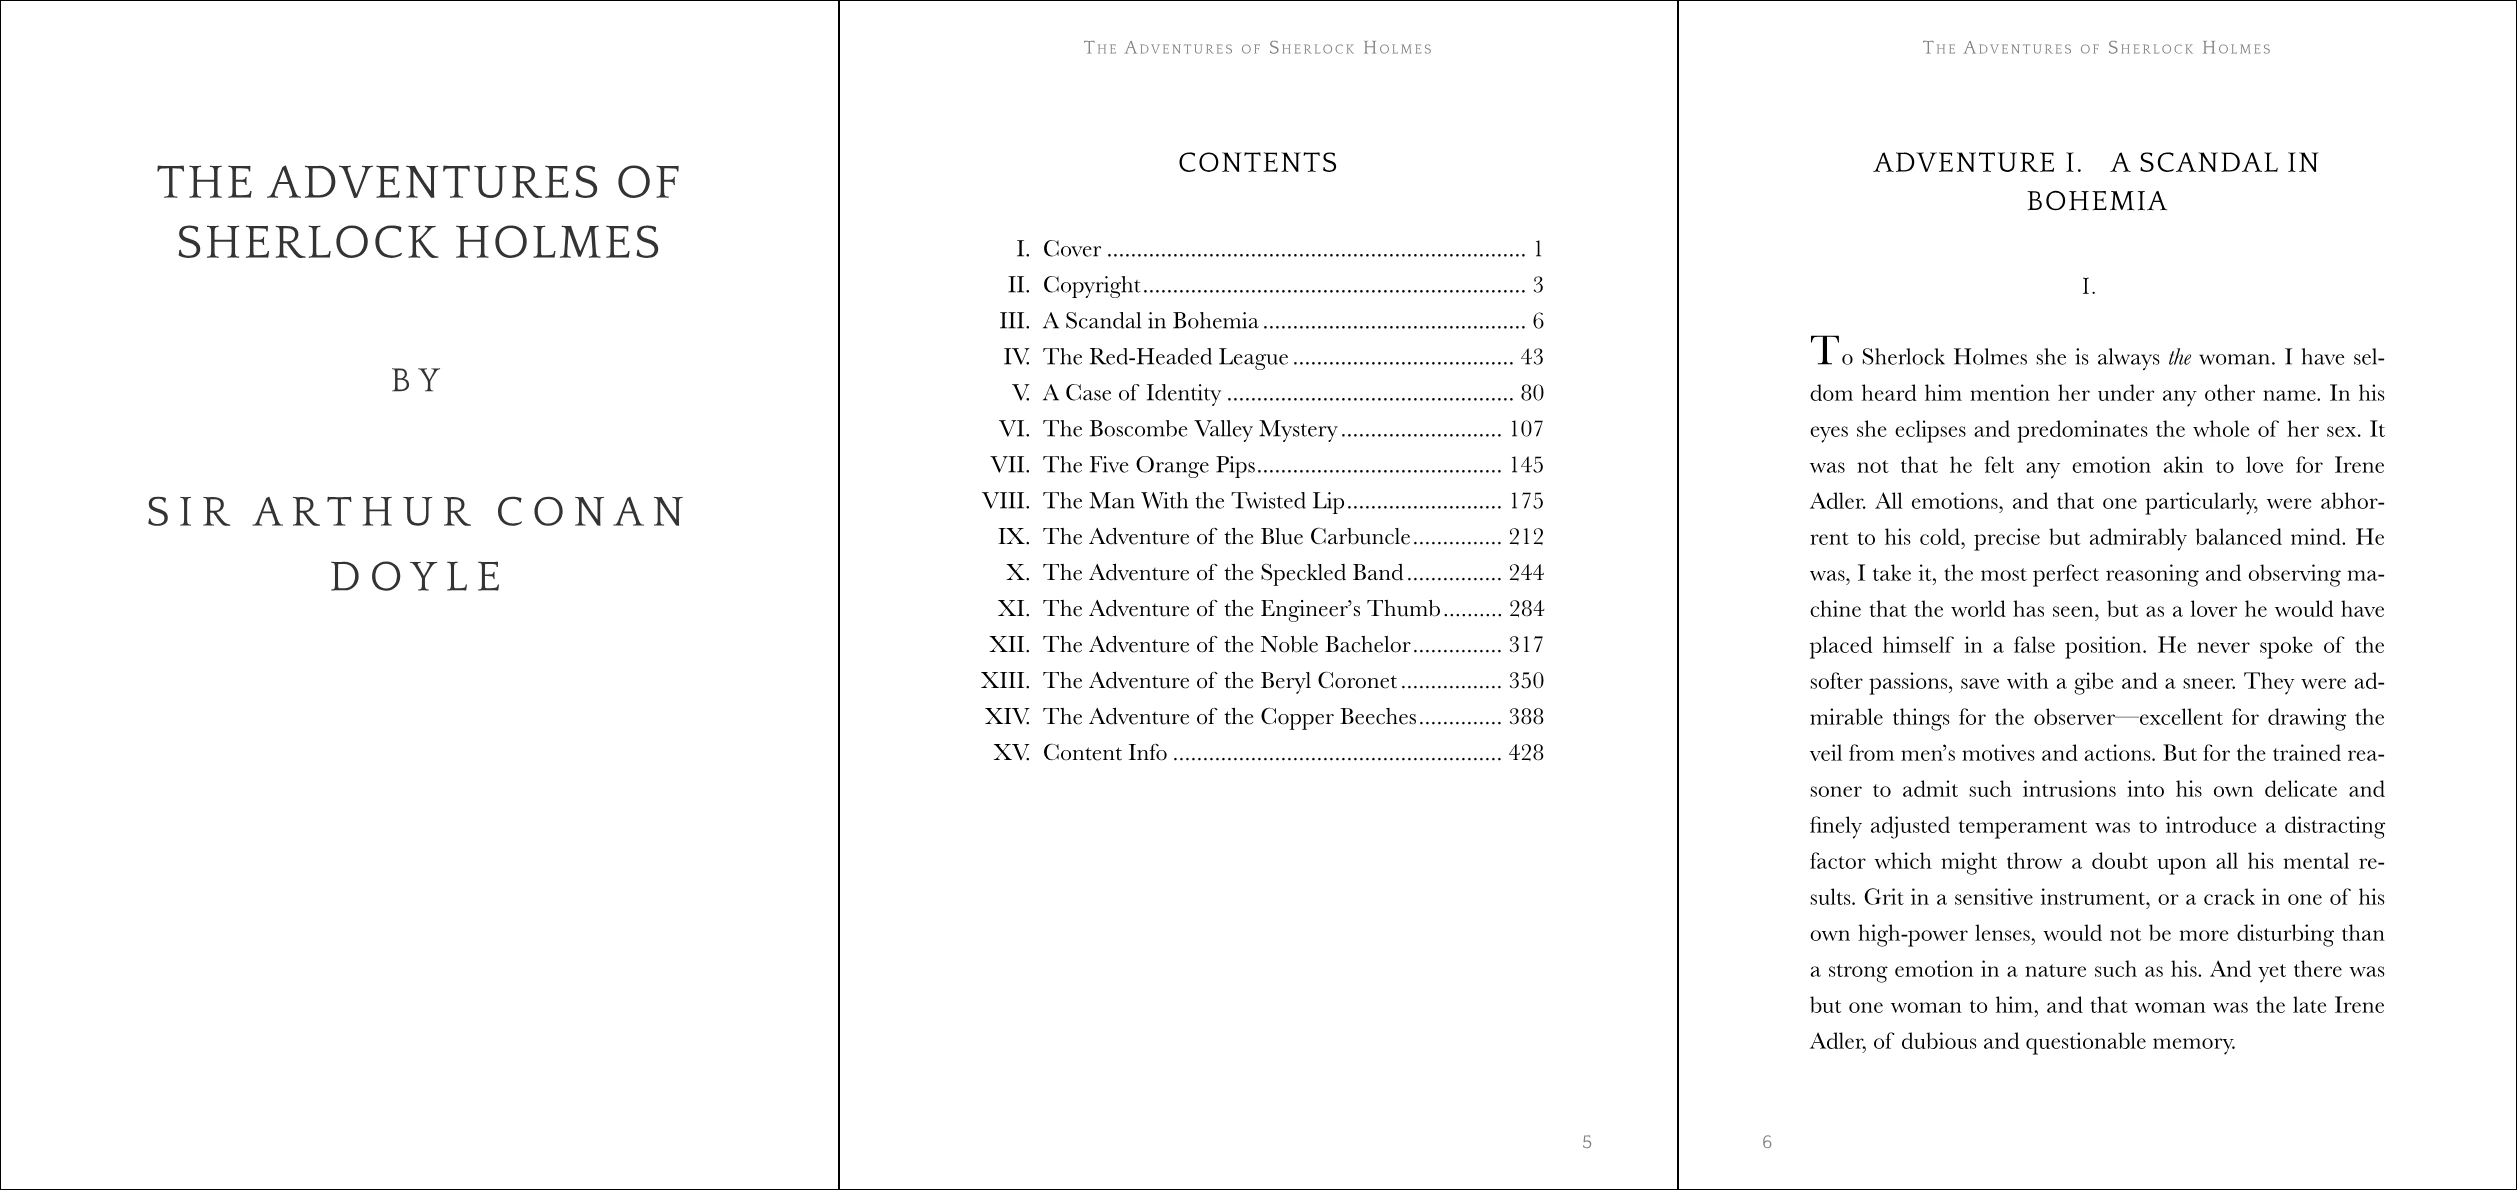 THE ADVENTURES OF
SHERLOCK HOLMES
BY
SIR ARTHUR CONAN
DOYLE
The Adventures of Sherlock Holmes
CONTENTS
I. Cover ........................................................................ 1
II. Copyright.................................................................. 3
III. A Scandal in Bohemia ............................................. 6
IV. The Red-Headed League ...................................... 43
V. A Case of Identity ................................................. 80
VI. The Boscombe Valley Mystery............................ 107
VII. The Five Orange Pips.......................................... 145
VIII. The Man With the Twisted Lip........................... 175
IX. The Adventure of the Blue Carbuncle............... 212
X. The Adventure of the Speckled Band................ 244
XI. The Adventure of the Engineer’s Thumb.......... 284
XII. The Adventure of the Noble Bachelor............... 317
XIII. The Adventure of the Beryl Coronet ................. 350
XIV. The Adventure of the Copper Beeches.............. 388
XV. Content Info ........................................................ 428
5
The Adventures of Sherlock Holmes
ADVENTURE I. A SCANDAL IN
BOHEMIA
I.
To Sherlock Holmes she is always the woman. I have sel-
dom heard him mention her under any other name. In his
eyes she eclipses and predominates the whole of her sex. It
was not that he felt any emotion akin to love for Irene
Adler. All emotions, and that one particularly, were abhor-
rent to his cold, precise but admirably balanced mind. He
was, I take it, the most perfect reasoning and observing ma-
chine that the world has seen, but as a lover he would have
placed himself in a false position. He never spoke of the
softer passions, save with a gibe and a sneer. They were ad-
mirable things for the observer—excellent for drawing the
veil from men’s motives and actions. But for the trained rea-
soner to admit such intrusions into his own delicate and
finely adjusted temperament was to introduce a distracting
factor which might throw a doubt upon all his mental re-
sults. Grit in a sensitive instrument, or a crack in one of his
own high-power lenses, would not be more disturbing than
a strong emotion in a nature such as his. And yet there was
but one woman to him, and that woman was the late Irene
Adler, of dubious and questionable memory.
6